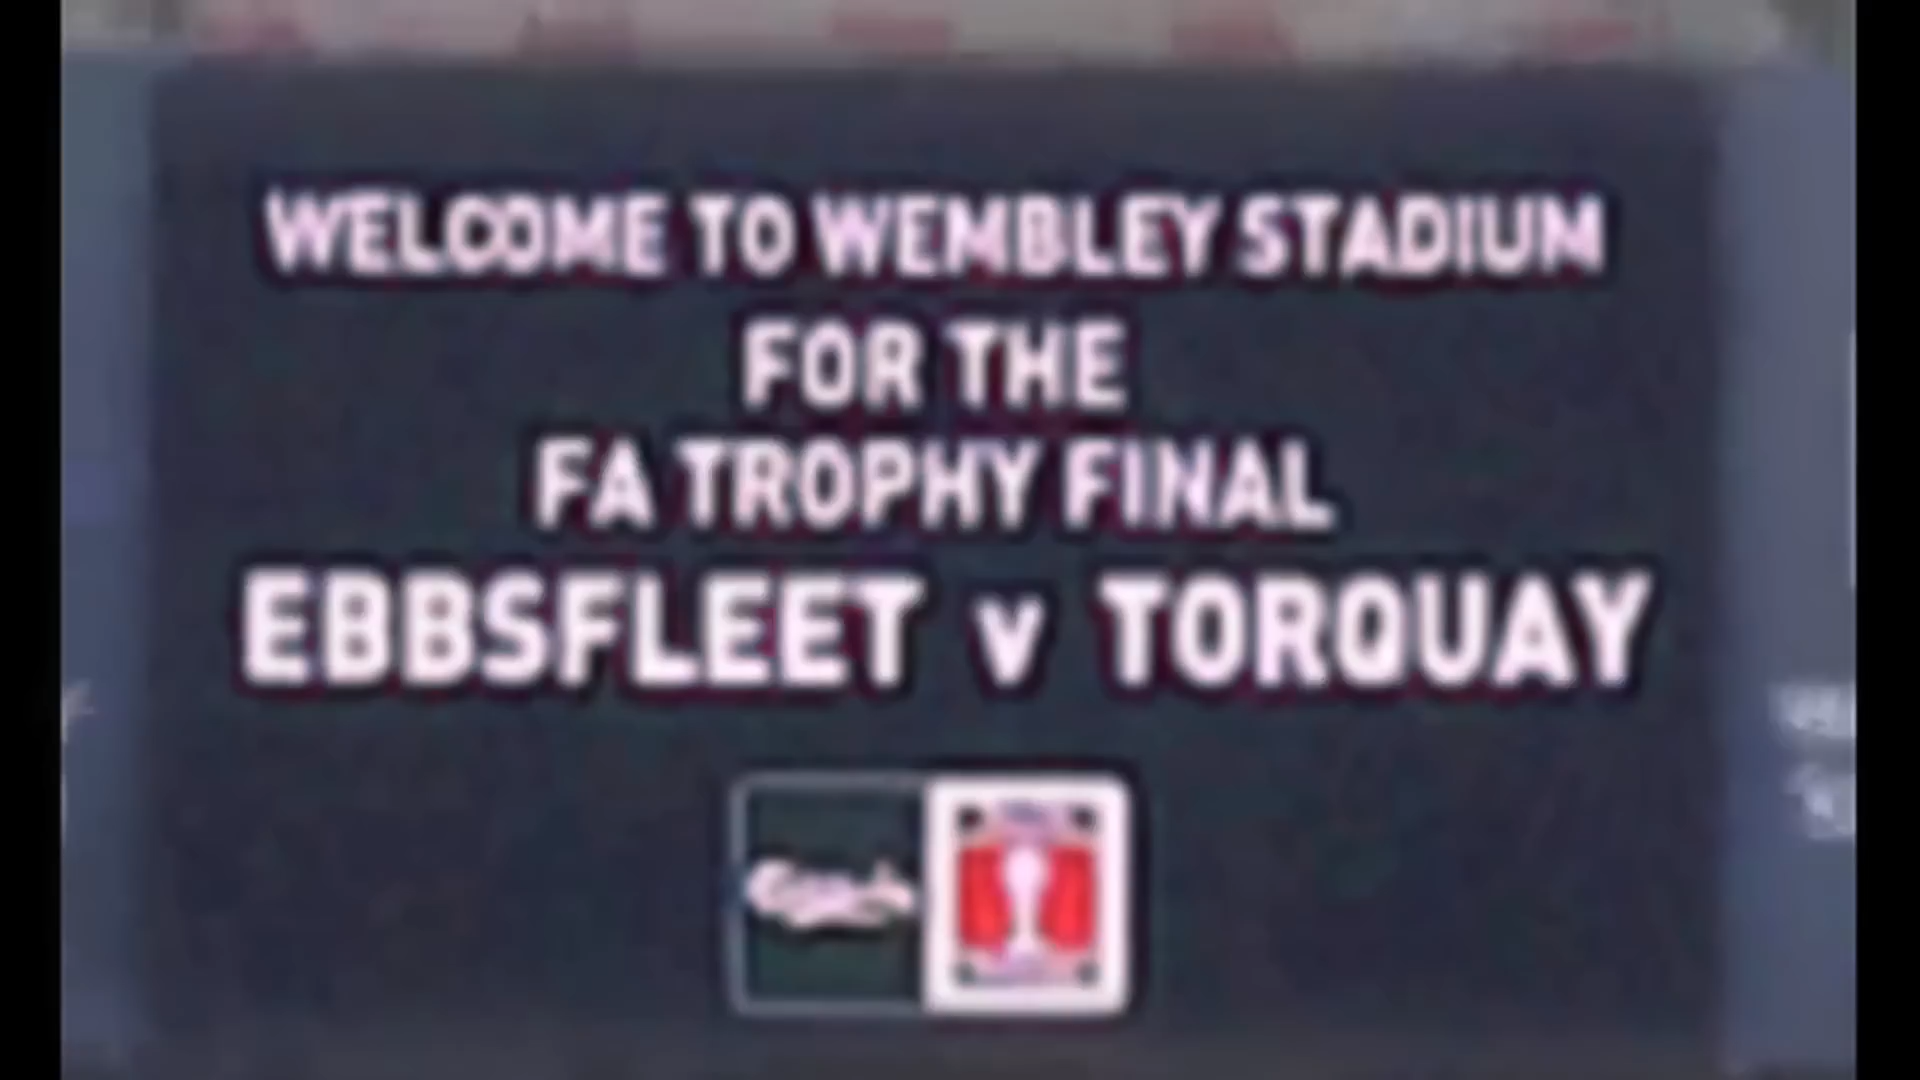 WELCOME TO WEMBLEY STADIUM
FOR THE
FA TROPHY FINAL
EBBSFLEET v TORQUAY